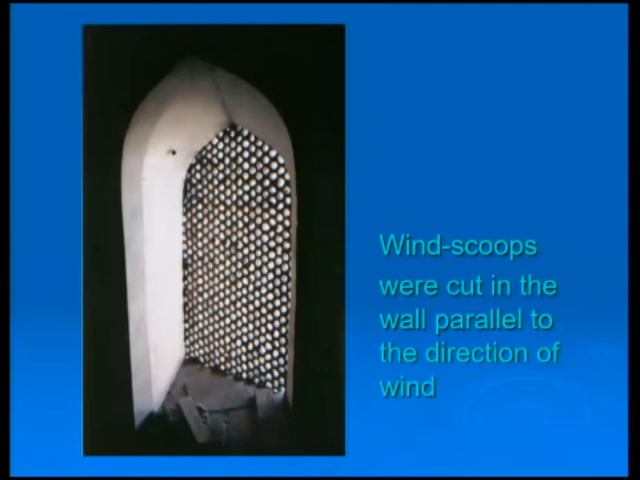 Wind-scoops
were cut in the
wall parallel to
the direction of
wind